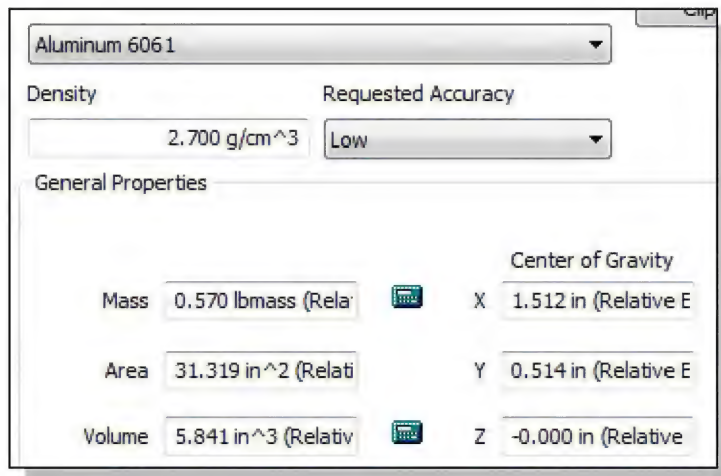 Clip
Aluminum 6061
Density Requested Accuracy
2.700 g/cm^3 Low
General Properties
Center of Gravity
Mass 0.570 lbmass (Rela X 1.512 in (Relative E
Area 31.319 in^2 (Relati Y 0.514 in (Relative E
Volume 5.841 in^3 (Relativ Z -0.000 in (Relative